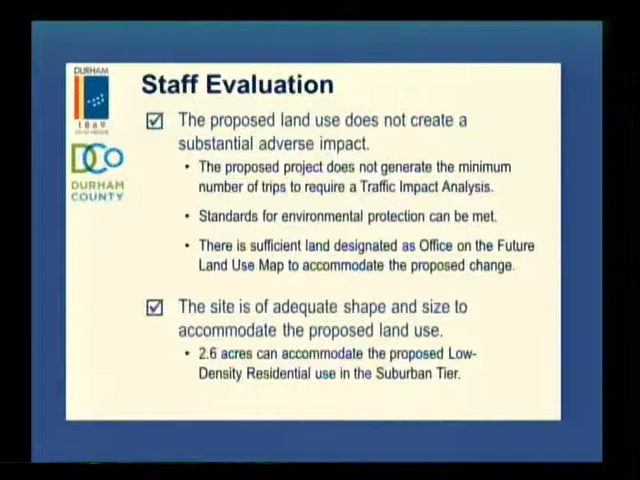 DURHAM
1869
DCO
DURHAM
COUNTY
Staff Evaluation
The proposed land use does not create a
substantial adverse impact.
• The proposed project does not generate the minimum
number of trips to require a Traffic Impact Analysis.
• Standards for environmental protection can be met.
• There is sufficient land designated as Office on the Future
Land Use Map to accommodate the proposed change.
The site is of adequate shape and size to
accommodate the proposed land use.
• 2.6 acres can accommodate the proposed Low-
Density Residential use in the Suburban Tier.